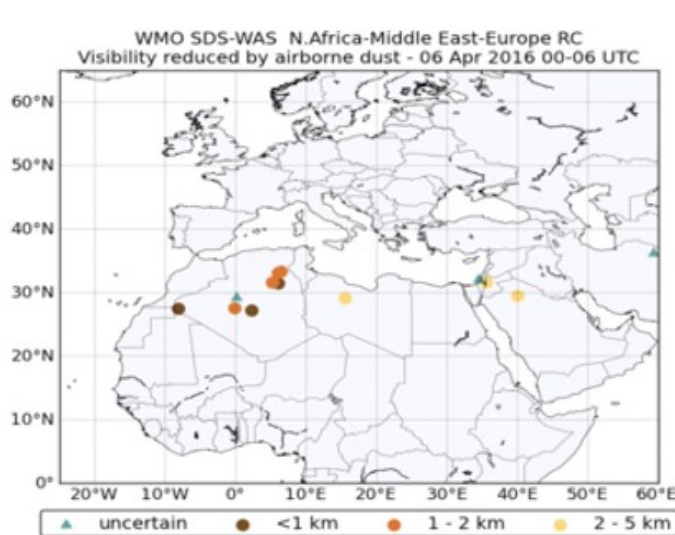 WMO SDS-WAS N.Africa-Middle East-Europe RC
Visibility reduced by airborne dust - 06 Apr 2016 00-06 UTC
60°N
50°N
40°N
30°N
20°N
10°N
0°
20°W 10°W 0° 10°E 20°E 30°E 40°E 50°E 60°E
uncertain <1 km 1 - 2 km 2 - 5 km